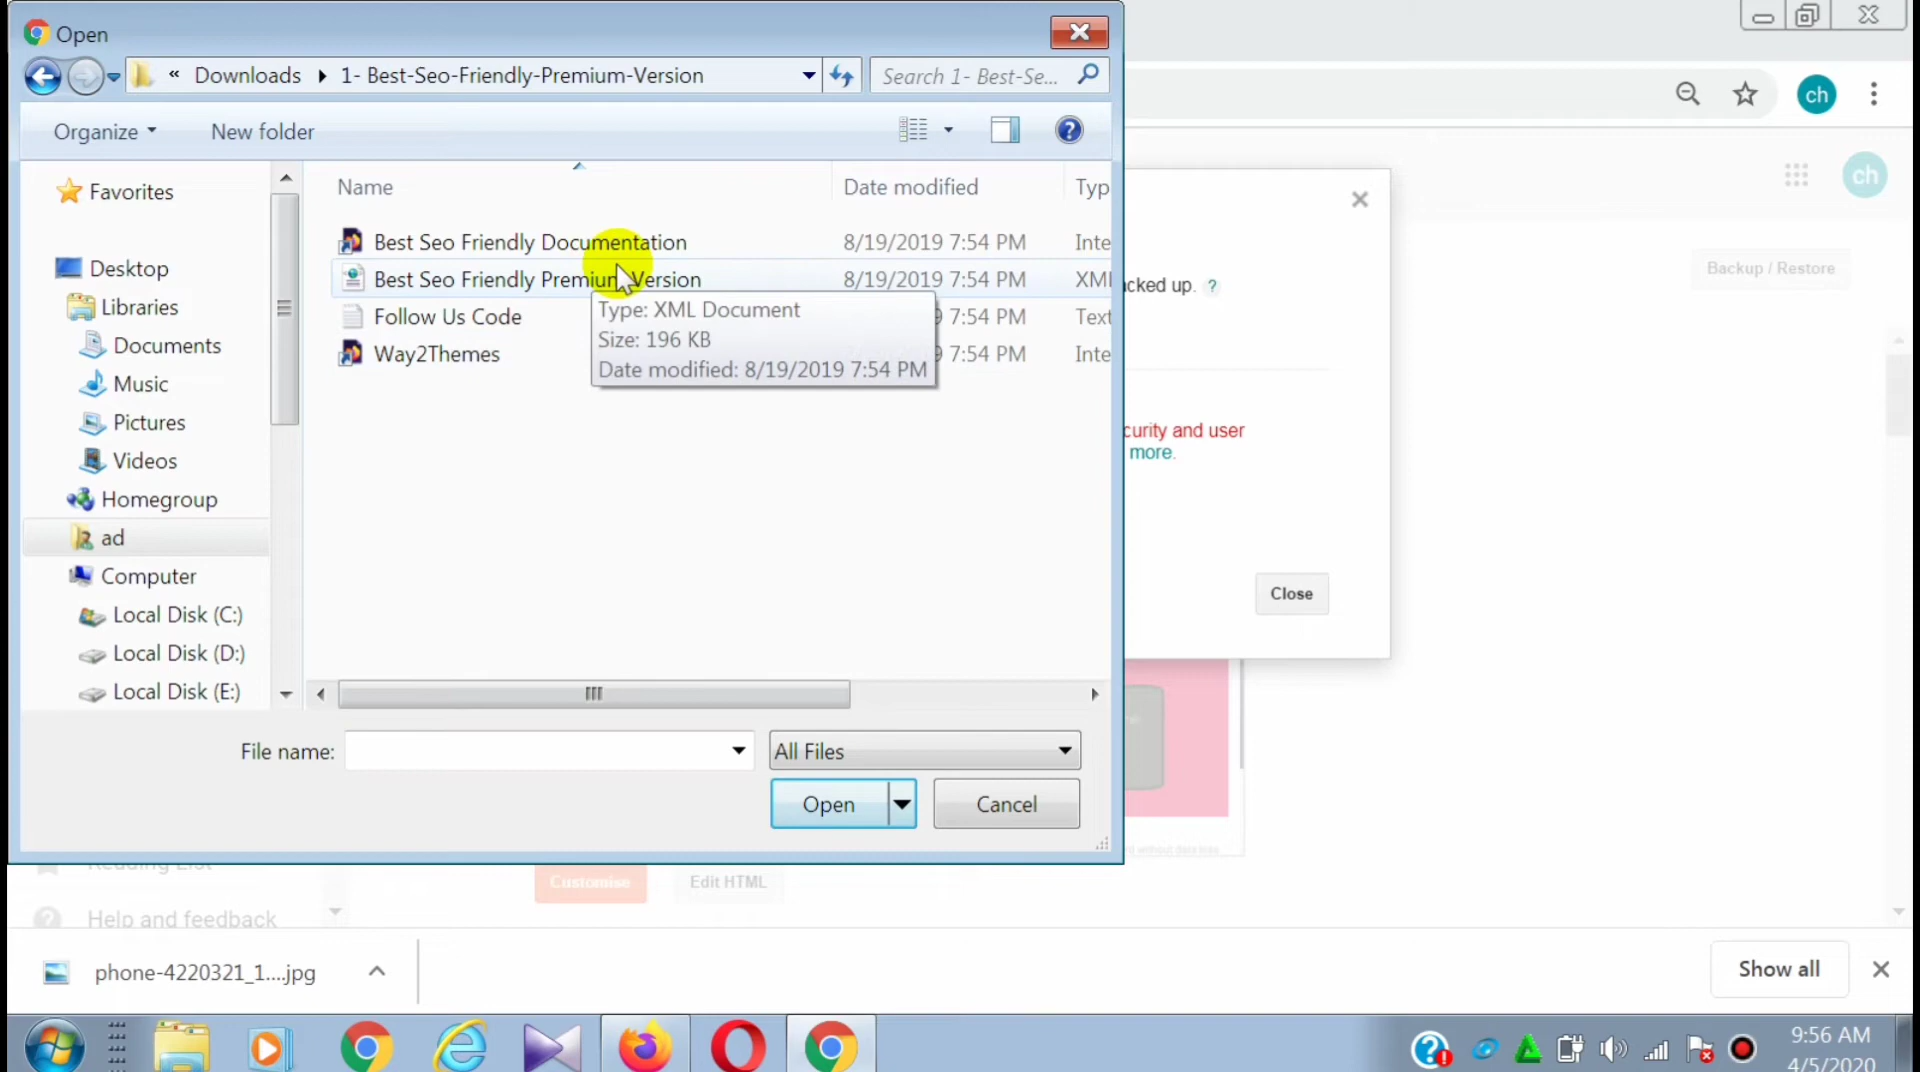 Open
« Downloads 1- Best-Seo-Friendly-Premium-Version
Search 1- Best-Se...
ch
Organize New folder
Name Date modified Typ
Favorites
Desktop
Libraries
Documents
Music
Pictures
Videos
Homegroup
ad
Computer
Local Disk (C:)
Local Disk (D:)
Local Disk (E:)
Best Seo Friendly Documentation 8/19/2019 7:54 PM Inte
Best Seo Friendly Premium Version 8/19/2019 7:54 PM XML
Follow Us Code 7:54 PM Text
Way2Themes 7:54 PM Inte
Type: XML Document
Size: 196 KB
Date modified: 8/19/2019 7:54 PM
File name: All Files
Open Cancel
ch
Backup / Restore
acked up. ?
curity and user
more.
Close
Reading List
Customise Edit HTML
Help and feedback
phone-4220321_1....jpg
Show all
9:56 AM
4/5/2020